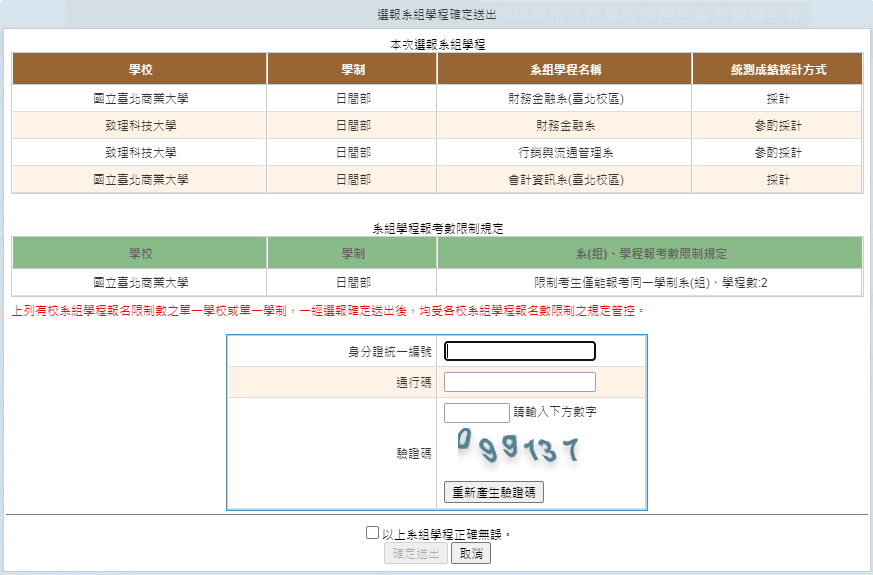 選報系組學程確定送出
本次選報系組學程
學校 學制 系組學程名稱 統測成績採計方式
國立臺北商業大學 日間部 財務金融系(臺北校區) 採計
致理科技大學 日間部 財務金融系 參酌採計
致理科技大學 日間部 行銷與流通管理系 參酌採計
國立臺北商業大學 日間部 會計資訊系(臺北校區) 採計
系組學程報考數限制規定
學校 學制 系(組)、學程報考數限制規定
國立臺北商業大學 日間部 限制考生僅能報考同一學制系(組)、學程數:2
上列有校系組學程報名限制數之單一學校或單一學制，一經選報確定送出後，均受各校系組學程報名數限制之規定管控。
身分證統一編號
通行碼
請輸入下方數字
驗證碼
099137
重新產生驗證碼
以上系組學程正確無誤。
確定送出 取消